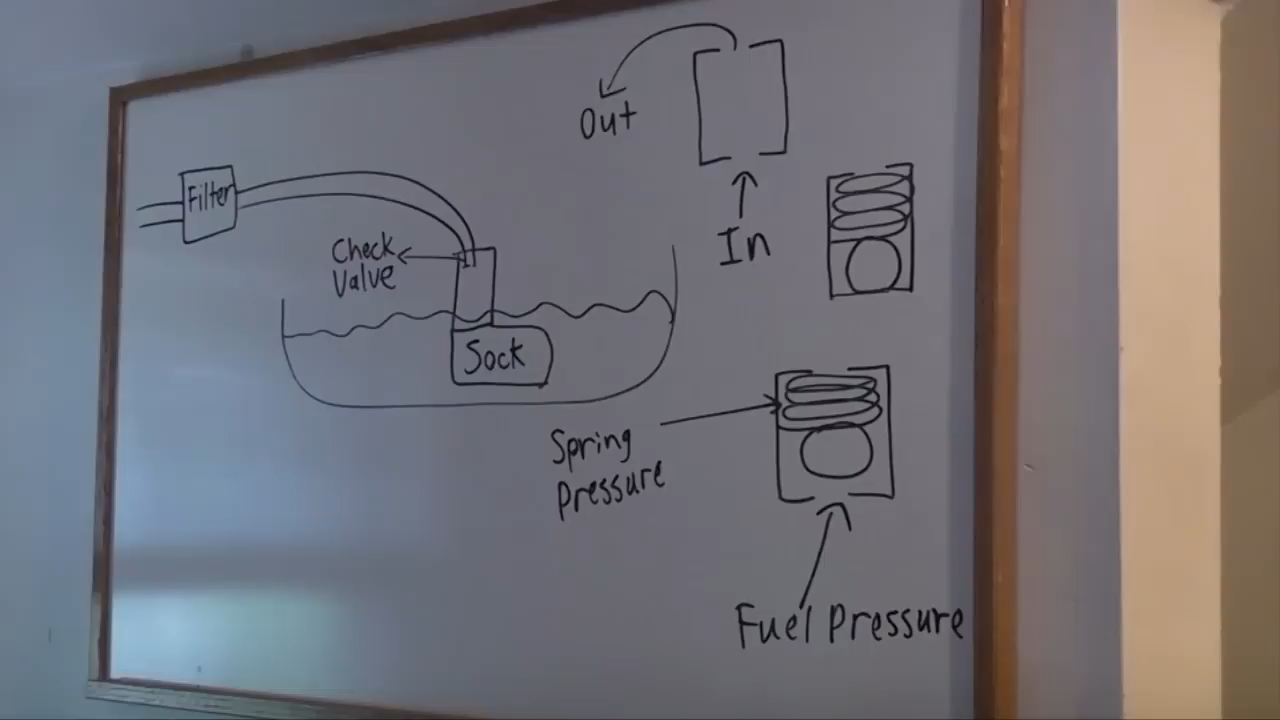 Out
Filter
In
Check
Valve
Sock
Spring
Pressure
Fuel Pressure